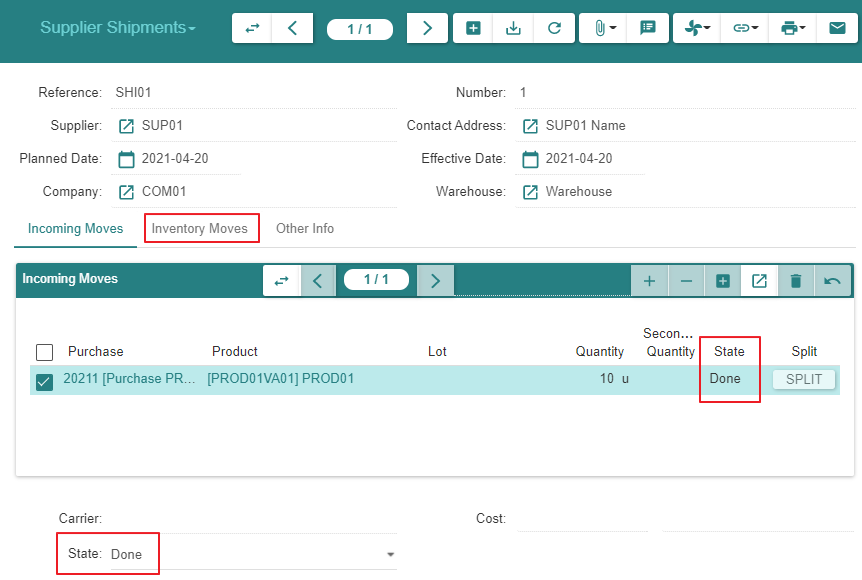 Supplier Shipments
1 / 1
Reference: SHI01 Number: 1
Supplier: SUP01 Contact Address: SUP01 Name
Planned Date: 2021-04-20 Effective Date: 2021-04-20
Company: COM01 Warehouse: Warehouse
Incoming Moves Inventory Moves Other Info
Incoming Moves 1 / 1
Purchase Product Lot Quantity Secon... Quantity State Split
20211 [Purchase PR... [PROD01VA01] PROD01 10 u Done SPLIT
Carrier: Cost:
State: Done